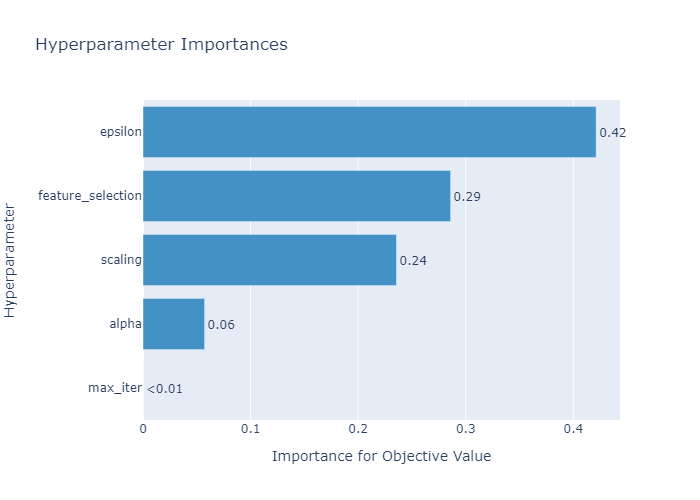 Hyperparameter Importances
Hyperparameter
epsilon 0.42
feature_selection 0.29
scaling 0.24
alpha 0.06
max_iter <0.01
0 0.1 0.2 0.3 0.4
Importance for Objective Value